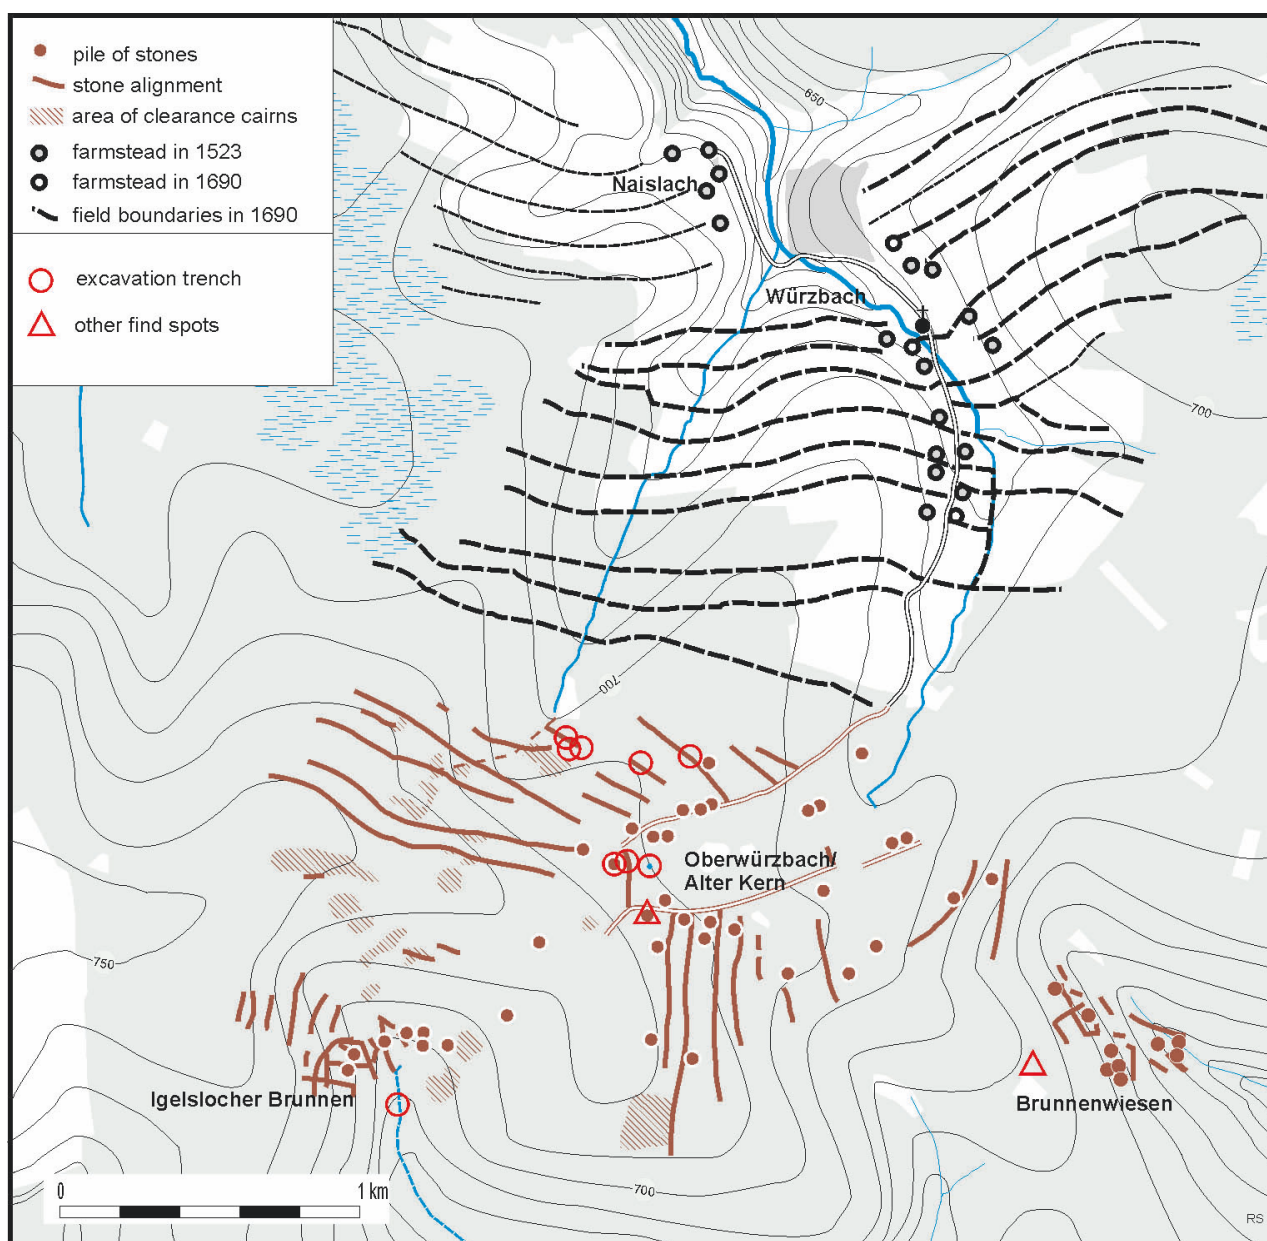 pile of stones
stone alignment
area of clearance cairns
farmstead in 1523
farmstead in 1690
field boundaries in 1690
excavation trench
other find spots
650
Naislach
Würzbach
700
700
Oberwürzbach/
Alter Kern
750
Igelslocher Brunnen
Brunnenwiesen
0
1 km
700
RS